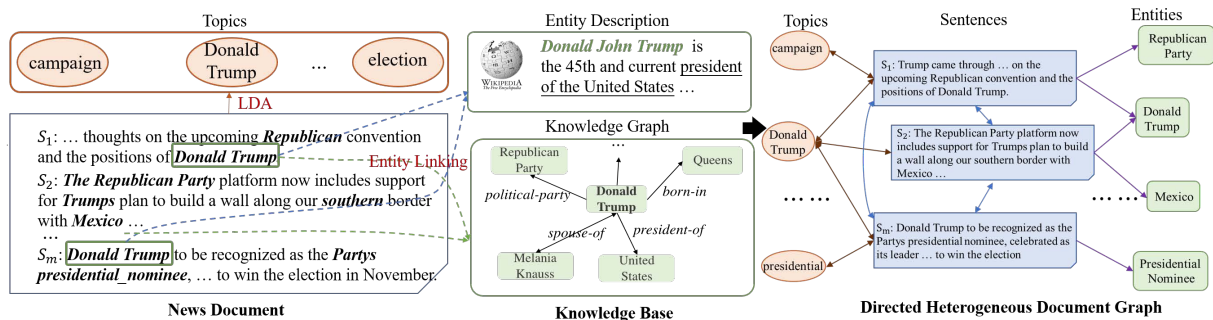 Topics
campaign
Donald
Trump
...
election
LDA
S1: … thoughts on the upcoming Republican convention
and the positions of Donald Trump
S2: The Republican Party platform now includes support
for Trumps plan to build a wall along our southern border
with Mexico …
...
Sm: Donald Trump to be recognized as the Partys
presidential_nominee, … to win the election in November.
News Document
Entity Linking
Entity Description
WIKIPEDIA
The Free Encyclopedia
Donald John Trump is
the 45th and current president
of the United States …
Knowledge Graph
...
Republican
Party
Queens
political-party
born-in
Donald
Trump
spouse-of
president-of
Melania
Knauss
United
States
Knowledge Base
Topics
Sentences
Entities
campaign
Donald
Trump
... ...
presidential
S1: Trump came through … on the
upcoming Republican convention and the
positions of Donald Trump.
S2: The Republican Party platform now
includes support for Trumps plan to build
a wall along our southern border with
Mexico …
Sm: Donald Trump to be recognized as the
Partys presidential nominee, celebrated as
its leader … to win the election
Republican
Party
Donald
Trump
Mexico
... ...
Presidential
Nominee
Directed Heterogeneous Document Graph